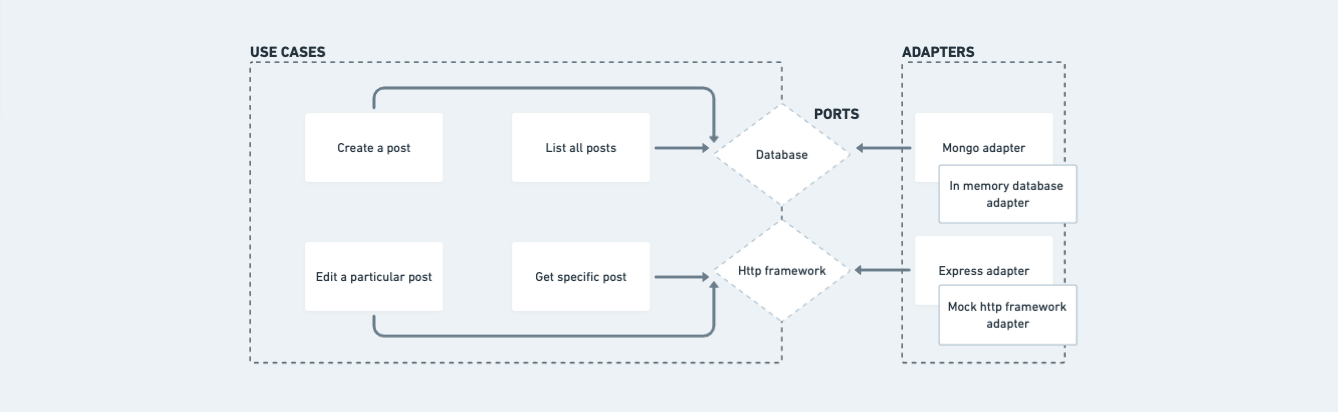 USE CASES
ADAPTERS
PORTS
Create a post
List all posts
Database
Mongo adapter
In memory database
adapter
Edit a particular post
Get specific post
Http framework
Express adapter
Mock http framework
adapter